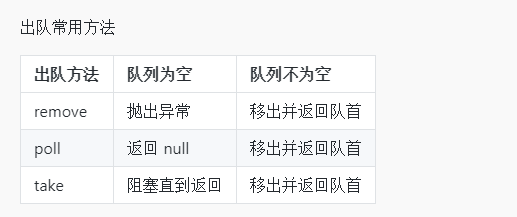 出队常用方法
出队方法 队列为空 队列不为空
remove 抛出异常 移出并返回队首
poll 返回 null 移出并返回队首
take 阻塞直到返回 移出并返回队首